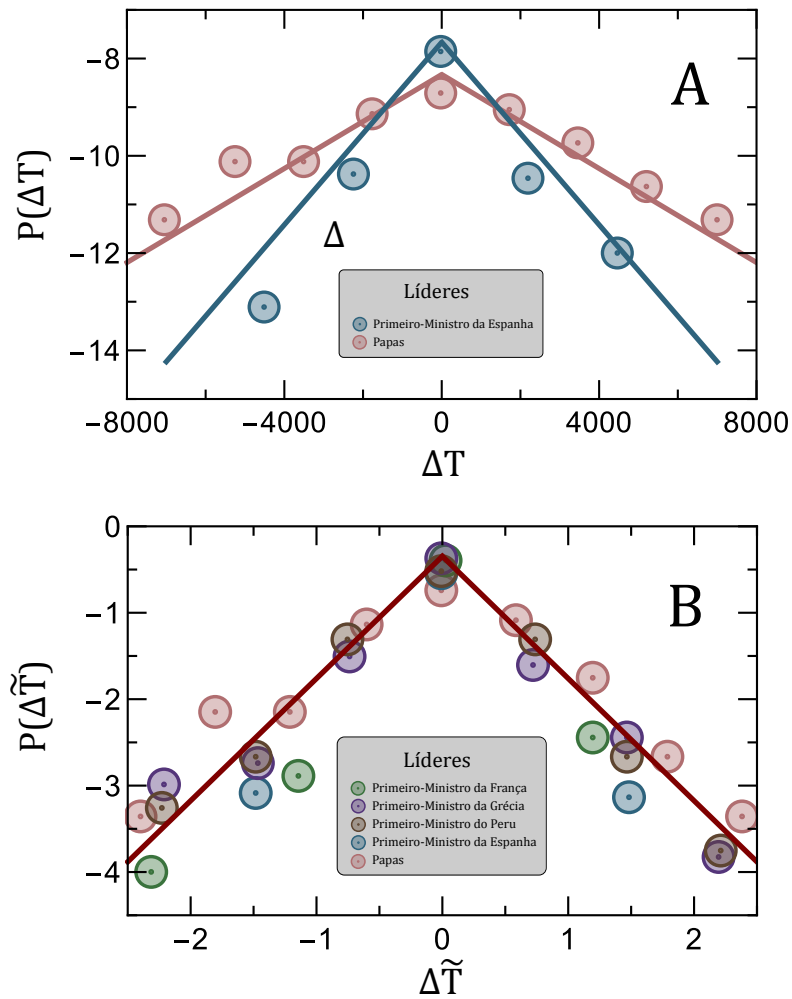 −8
−10
−12
−14
P(ΔT)
A
Δ
Líderes
Primeiro-Ministro da Espanha
Papas
−8000
−4000
0
4000
8000
ΔT
0
−1
−2
−3
−4
P(ΔT̃)
B
Líderes
Primeiro-Ministro da França
Primeiro-Ministro da Grécia
Primeiro-Ministro do Peru
Primeiro-Ministro da Espanha
Papas
−2
−1
0
1
2
ΔT̃